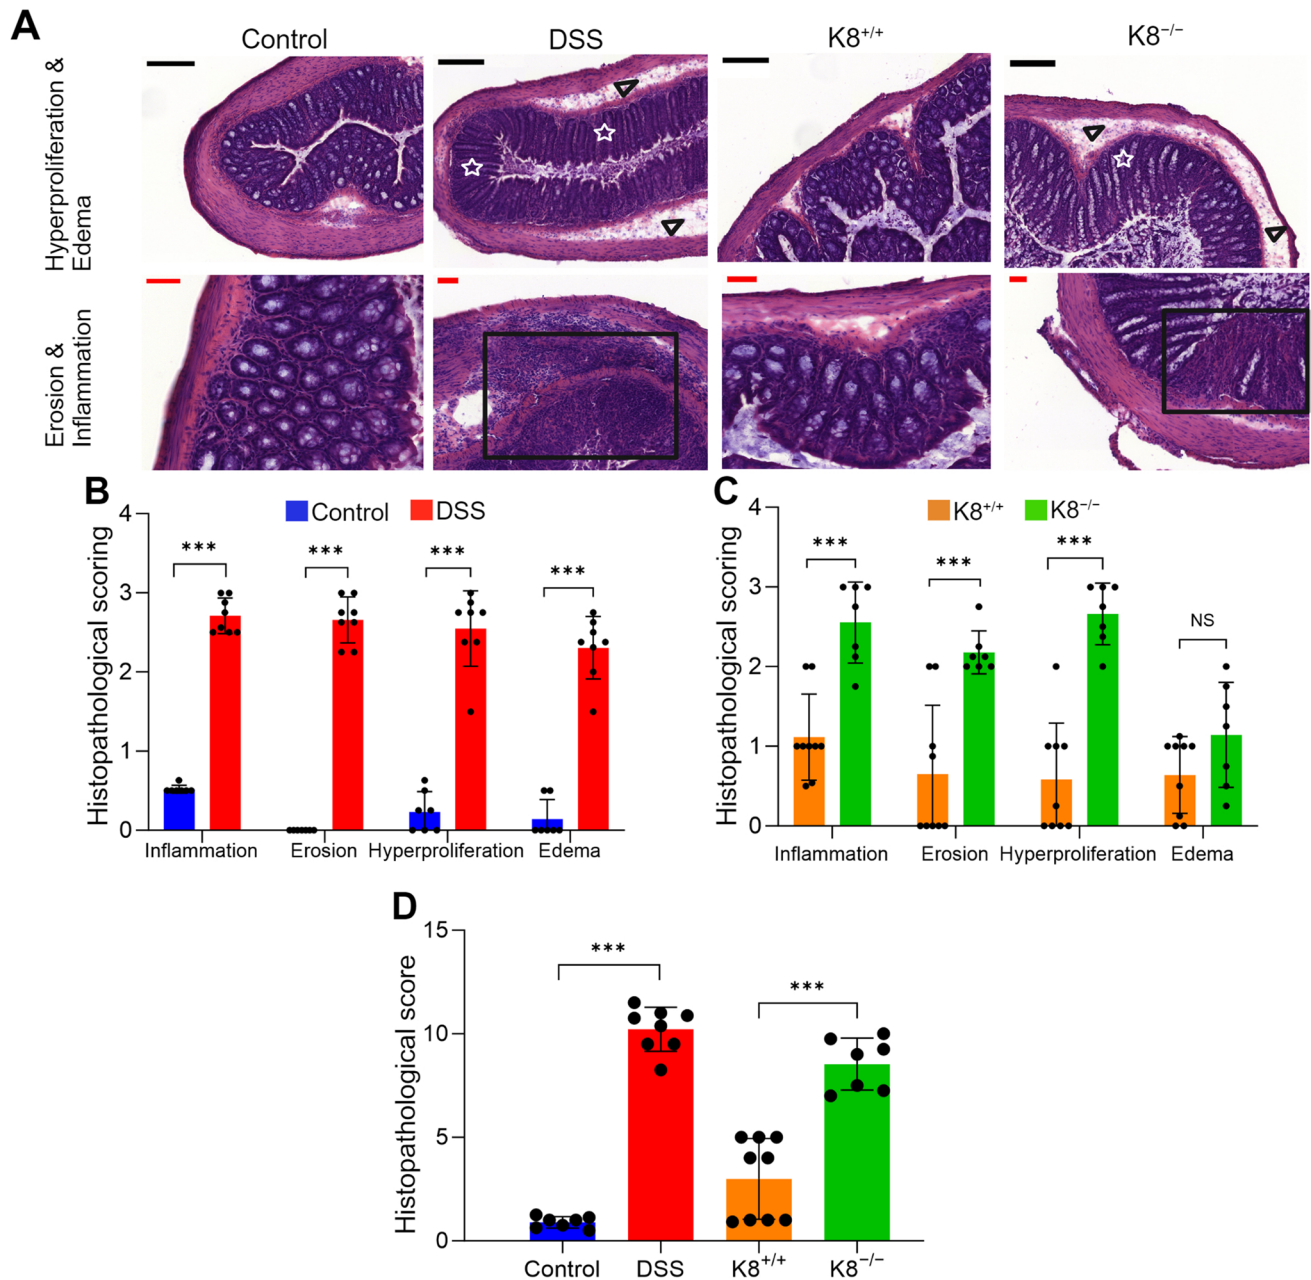 A
Control
DSS
K8+/+
K8−/−
Hyperproliferation &
Edema
Erosion &
Inflammation
B
Control
DSS
Histopathological scoring
4
3
2
1
0
***
***
***
***
Inflammation
Erosion
Hyperproliferation
Edema
C
K8+/+
K8−/−
Histopathological scoring
4
3
2
1
0
***
***
***
NS
Inflammation
Erosion
Hyperproliferation
Edema
D
Histopathological score
15
10
5
0
***
***
Control
DSS
K8+/+
K8−/−